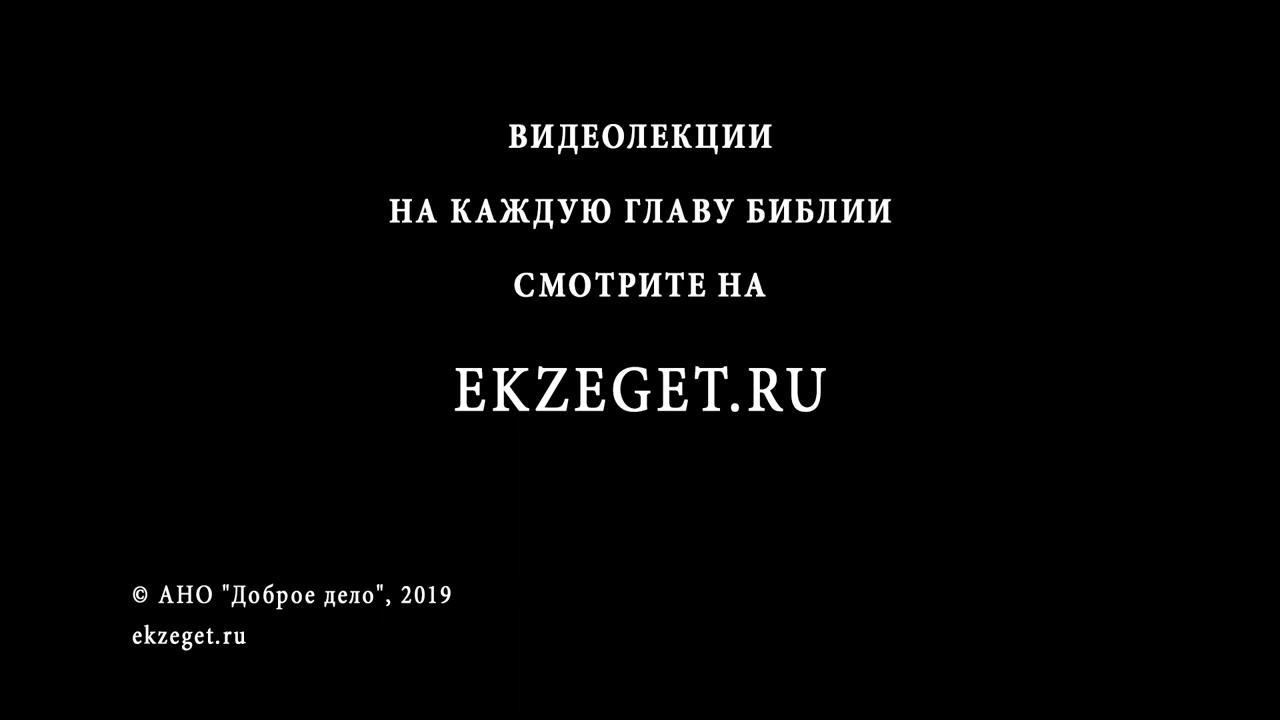 ВИДЕОЛЕКЦИИ
НА КАЖДУЮ ГЛАВУ БИБЛИИ
СМОТРИТЕ НА
EKZEGET.RU
© АНО "Доброе дело", 2019
ekzeget.ru